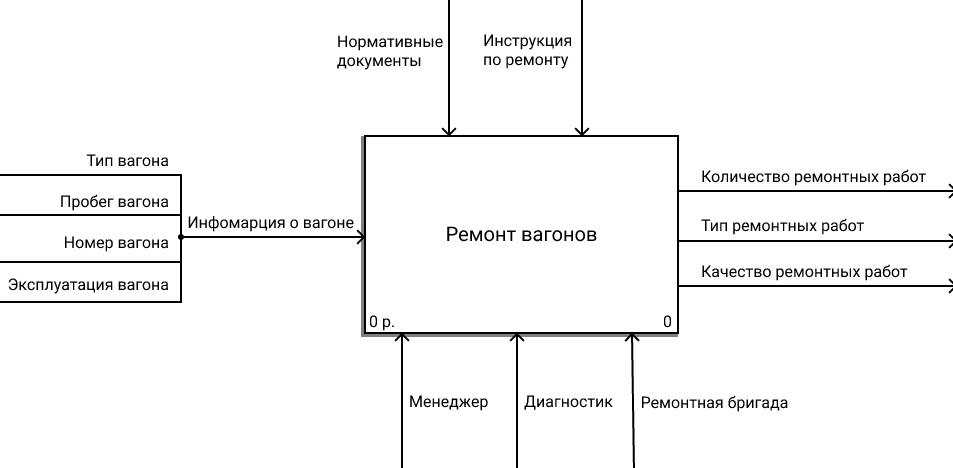 Нормативные
документы
Инструкция
по ремонту
Тип вагона
Пробег вагона
Номер вагона
Эксплуатация вагона
Инфомарция о вагоне
Ремонт вагонов
0 р.
0
Количество ремонтных работ
Тип ремонтных работ
Качество ремонтных работ
Менеджер
Диагностик
Ремонтная бригада